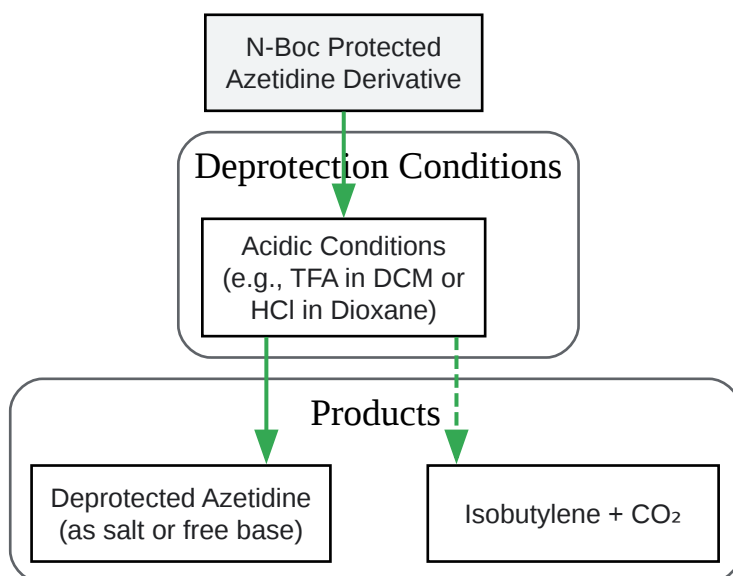 N-Boc Protected
Azetidine Derivative
Deprotection Conditions
Acidic Conditions
(e.g., TFA in DCM or
HCl in Dioxane)
Products
Deprotected Azetidine
(as salt or free base)
Isobutylene + CO₂